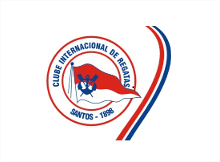 CLUBE INTERNACIONAL DE REGATAS
SANTOS - 1898